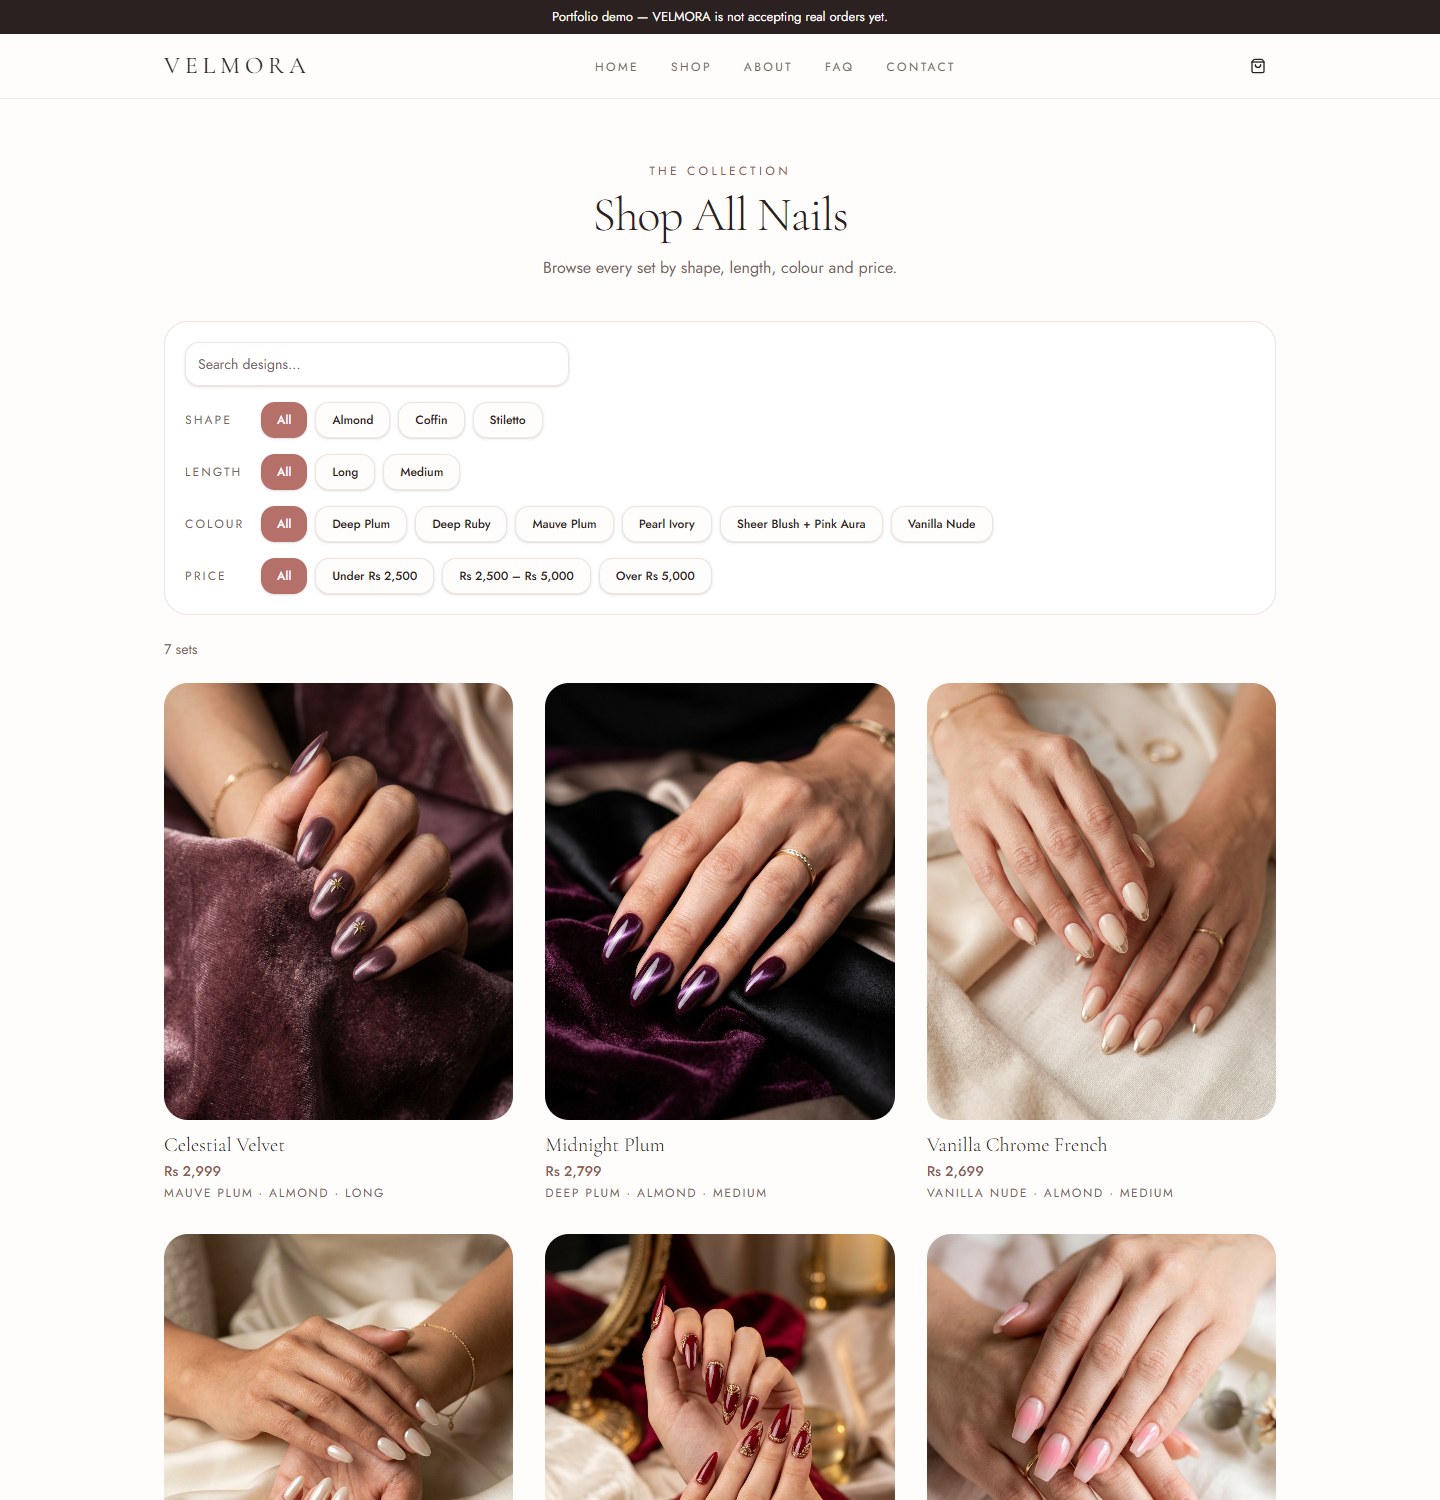 Portfolio demo — VELMORA is not accepting real orders yet.
VELMORA
HOME SHOP ABOUT FAQ CONTACT
THE COLLECTION
Shop All Nails
Browse every set by shape, length, colour and price.
Search designs...
SHAPE All Almond Coffin Stiletto
LENGTH All Long Medium
COLOUR All Deep Plum Deep Ruby Mauve Plum Pearl Ivory Sheer Blush + Pink Aura Vanilla Nude
PRICE All Under Rs 2,500 Rs 2,500 – Rs 5,000 Over Rs 5,000
7 sets
Celestial Velvet
Rs 2,999
MAUVE PLUM · ALMOND · LONG
Midnight Plum
Rs 2,799
DEEP PLUM · ALMOND · MEDIUM
Vanilla Chrome French
Rs 2,699
VANILLA NUDE · ALMOND · MEDIUM